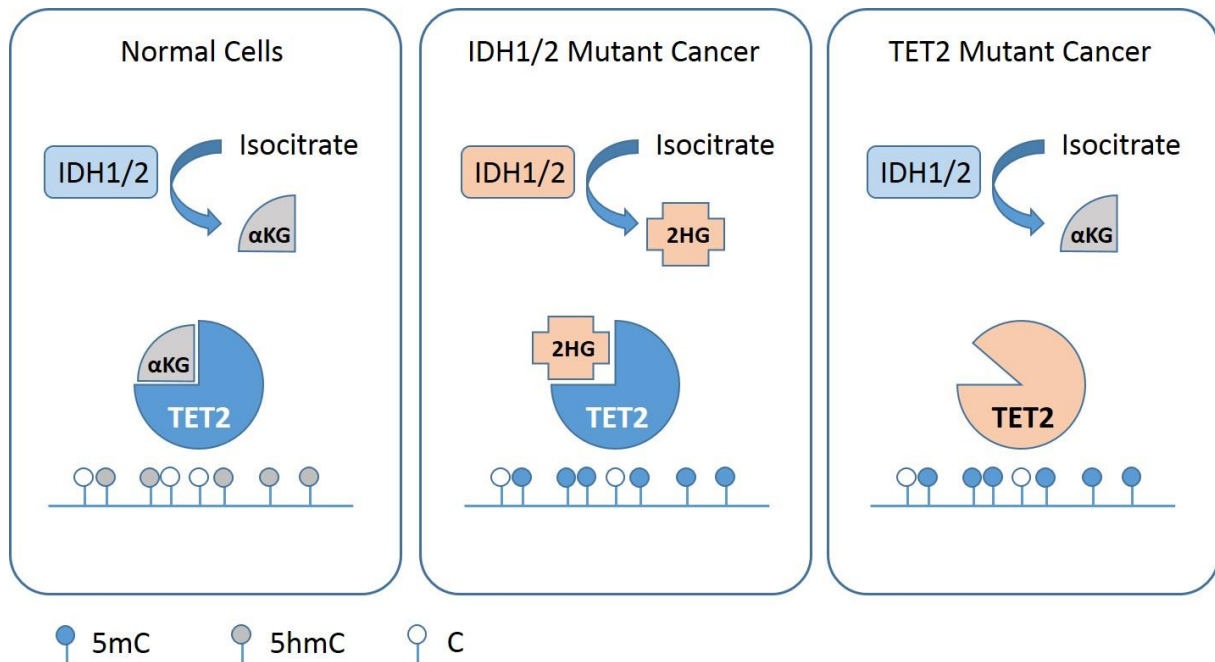 Normal Cells
IDH1/2
Isocitrate
αKG
αKG
TET2
IDH1/2 Mutant Cancer
IDH1/2
Isocitrate
2HG
2HG
TET2
TET2 Mutant Cancer
IDH1/2
Isocitrate
αKG
TET2
5mC
5hmC
C